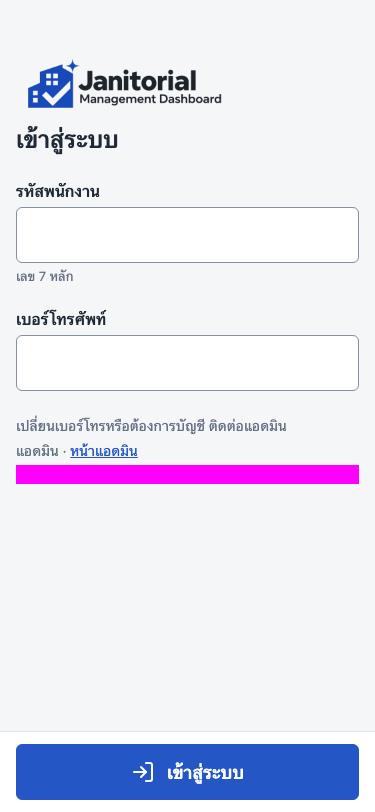 Janitorial
Management Dashboard
เข้าสู่ระบบ
รหัสพนักงาน
เลข 7 หลัก
เบอร์โทรศัพท์
เปลี่ยนเบอร์โทรหรือต้องการบัญชี ติดต่อแอดมิน
แอดมิน · หน้าแอดมิน
เข้าสู่ระบบ